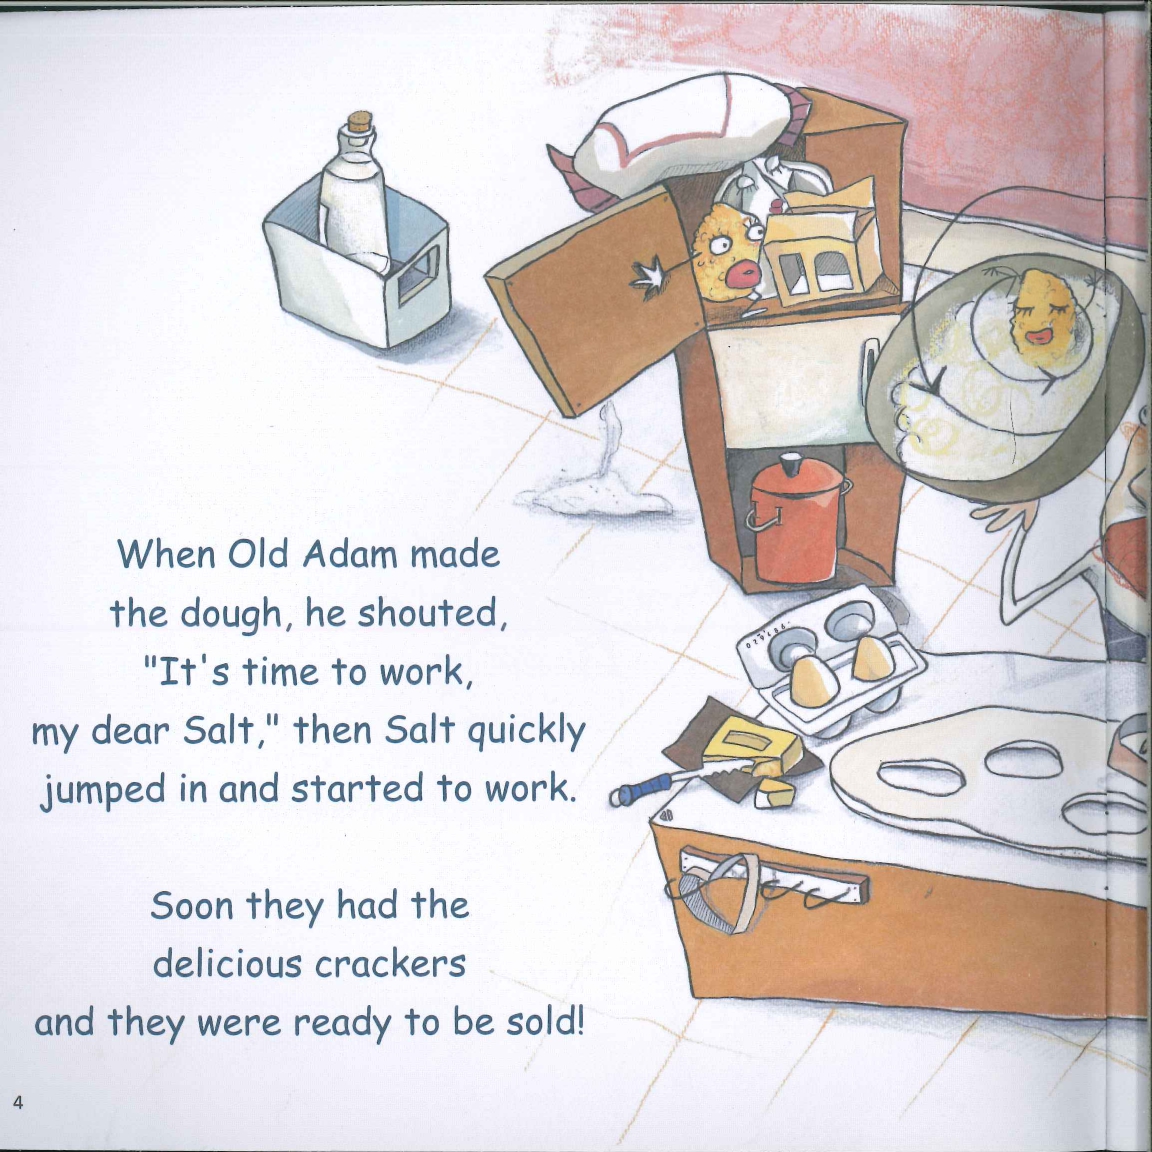 When Old Adam made
the dough, he shouted,
"It's time to work,
my dear Salt," then Salt quickly
jumped in and started to work.
Soon they had the
delicious crackers
and they were ready to be sold!
4